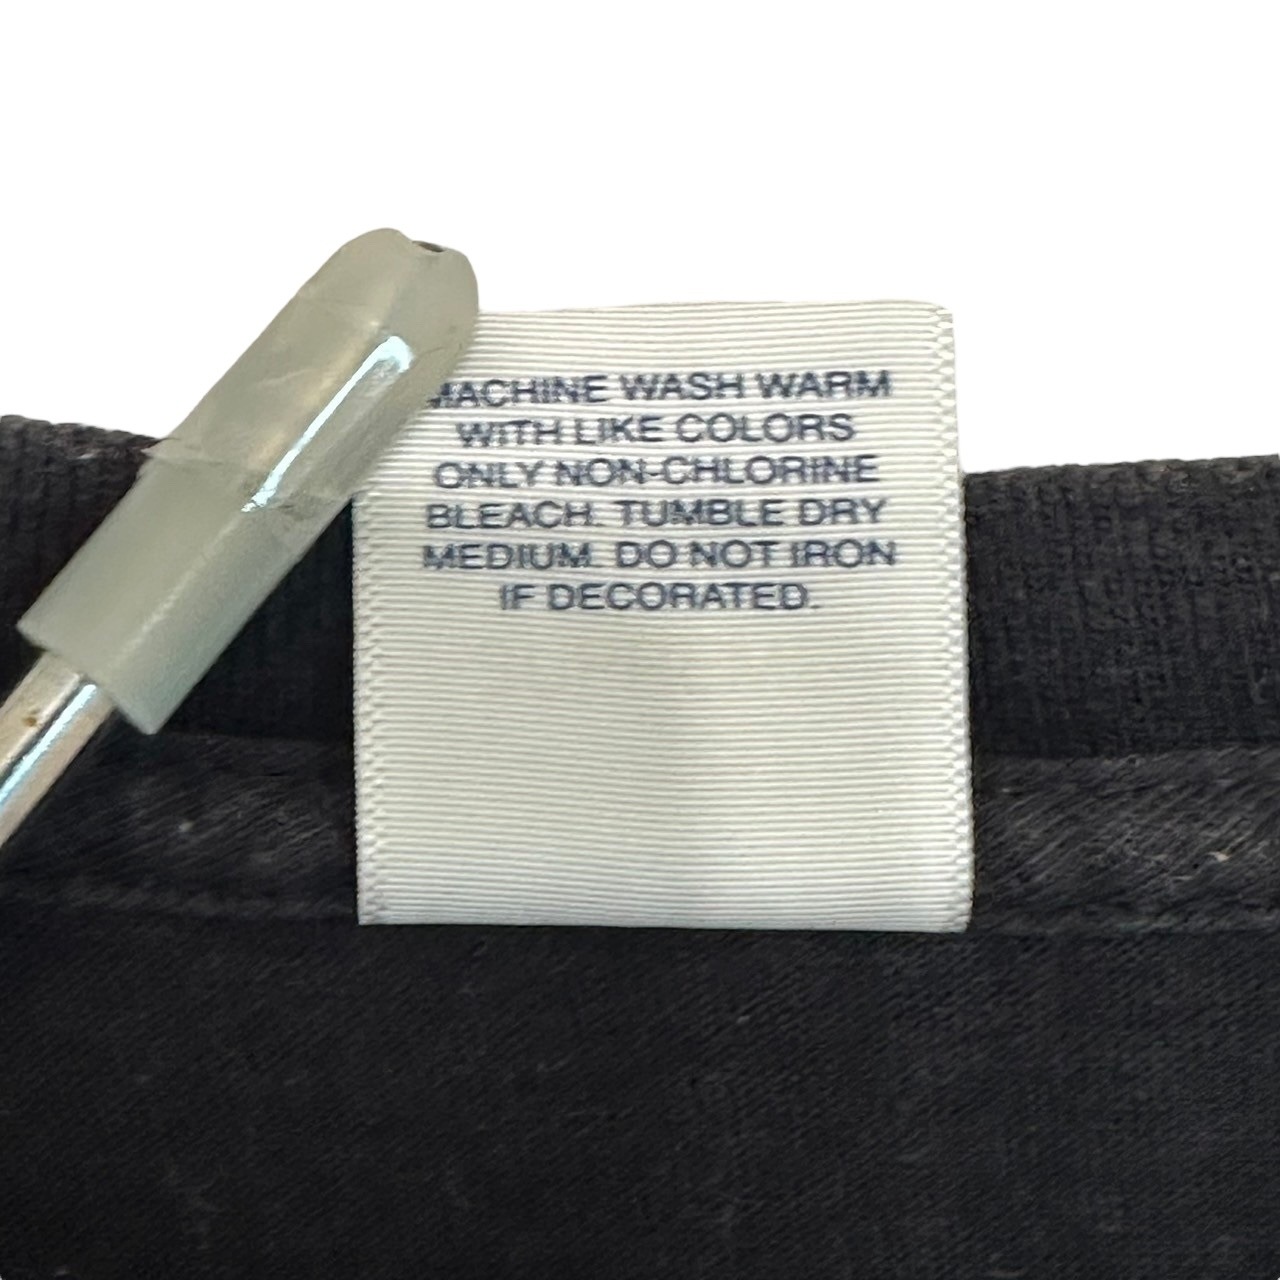 MACHINE WASH WARM
WITH LIKE COLORS
ONLY NON-CHLORINE
BLEACH. TUMBLE DRY
MEDIUM. DO NOT IRON
IF DECORATED.